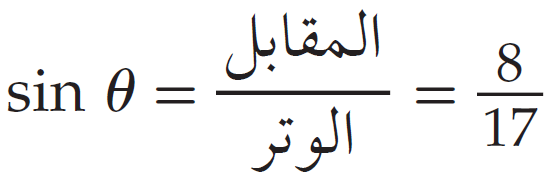 sin θ = المقابل / الوتر = 8/17